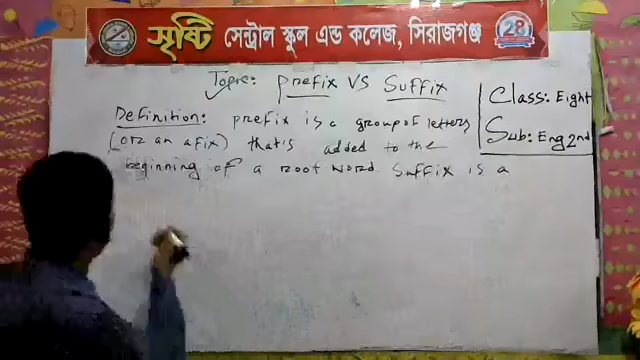 সৃষ্টি সেন্ট্রাল স্কুল এন্ড কলেজ, সিরাজগঞ্জ
28
Topic: prefix VS Suffix
Class: Eight
Sub: Eng 2nd
Definition: prefix is a group of letters
(or an afix) that's added to the
beginning of a root word. Suffix is a